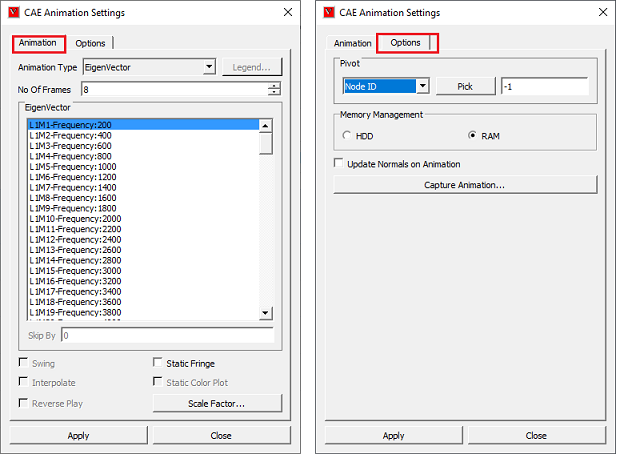 CAE Animation Settings
Animation Options
Animation Type EigenVector Legend...
No Of Frames 8
EigenVector
L1M1-Frequency:200
L1M2-Frequency:400
L1M3-Frequency:600
L1M4-Frequency:800
L1M5-Frequency:1000
L1M6-Frequency:1200
L1M7-Frequency:1400
L1M8-Frequency:1600
L1M9-Frequency:1800
L1M10-Frequency:2000
L1M11-Frequency:2200
L1M12-Frequency:2400
L1M13-Frequency:2600
L1M14-Frequency:2800
L1M15-Frequency:3000
L1M16-Frequency:3200
L1M17-Frequency:3400
L1M18-Frequency:3600
L1M19-Frequency:3800
Skip By 0
Swing Static Fringe
Interpolate Static Color Plot
Reverse Play Scale Factor...
Apply Close
CAE Animation Settings
Animation Options
Pivot
Node ID Pick -1
Memory Management
HDD RAM
Update Normals on Animation
Capture Animation...
Apply Close